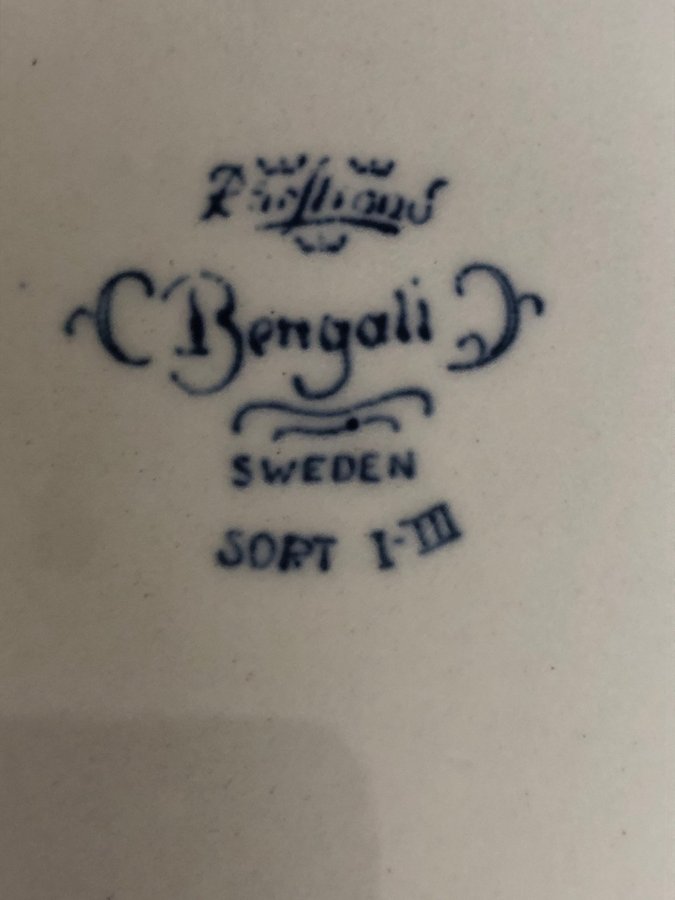 Rörstrand
Bengali
SWEDEN
SORT I-III